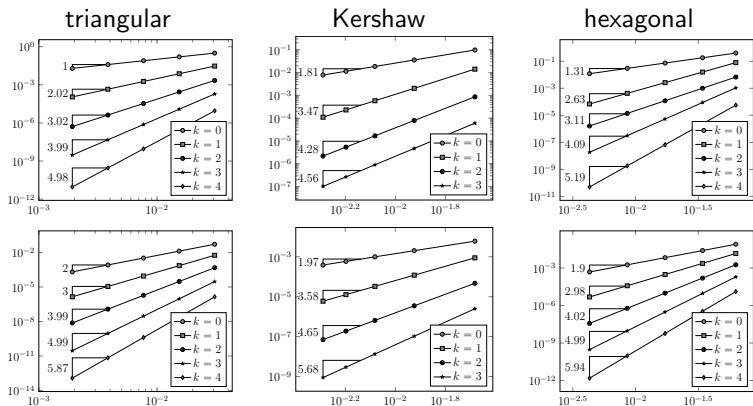 triangular
Kershaw
hexagonal
10^0
10^−3
10^−6
10^−9
10^−12
1
2.02
3.02
3.99
4.98
k = 0
k = 1
k = 2
k = 3
k = 4
10^−3
10^−2
10^−1
10^−2
10^−3
10^−4
10^−5
10^−6
10^−7
1.81
3.47
4.28
4.56
k = 0
k = 1
k = 2
k = 3
10^−2.2
10^−2
10^−1.8
10^−1
10^−3
10^−5
10^−7
10^−9
10^−11
1.31
2.63
3.11
4.09
5.19
k = 0
k = 1
k = 2
k = 3
k = 4
10^−2.5
10^−2
10^−1.5
10^−2
10^−5
10^−8
10^−11
10^−14
2
3
3.99
4.99
5.87
k = 0
k = 1
k = 2
k = 3
k = 4
10^−3
10^−2
10^−3
10^−5
10^−7
10^−9
1.97
3.58
4.65
5.68
k = 0
k = 1
k = 2
k = 3
10^−2.2
10^−2
10^−1.8
10^−3
10^−6
10^−9
10^−12
1.9
2.98
4.02
4.99
5.94
k = 0
k = 1
k = 2
k = 3
k = 4
10^−2.5
10^−2
10^−1.5